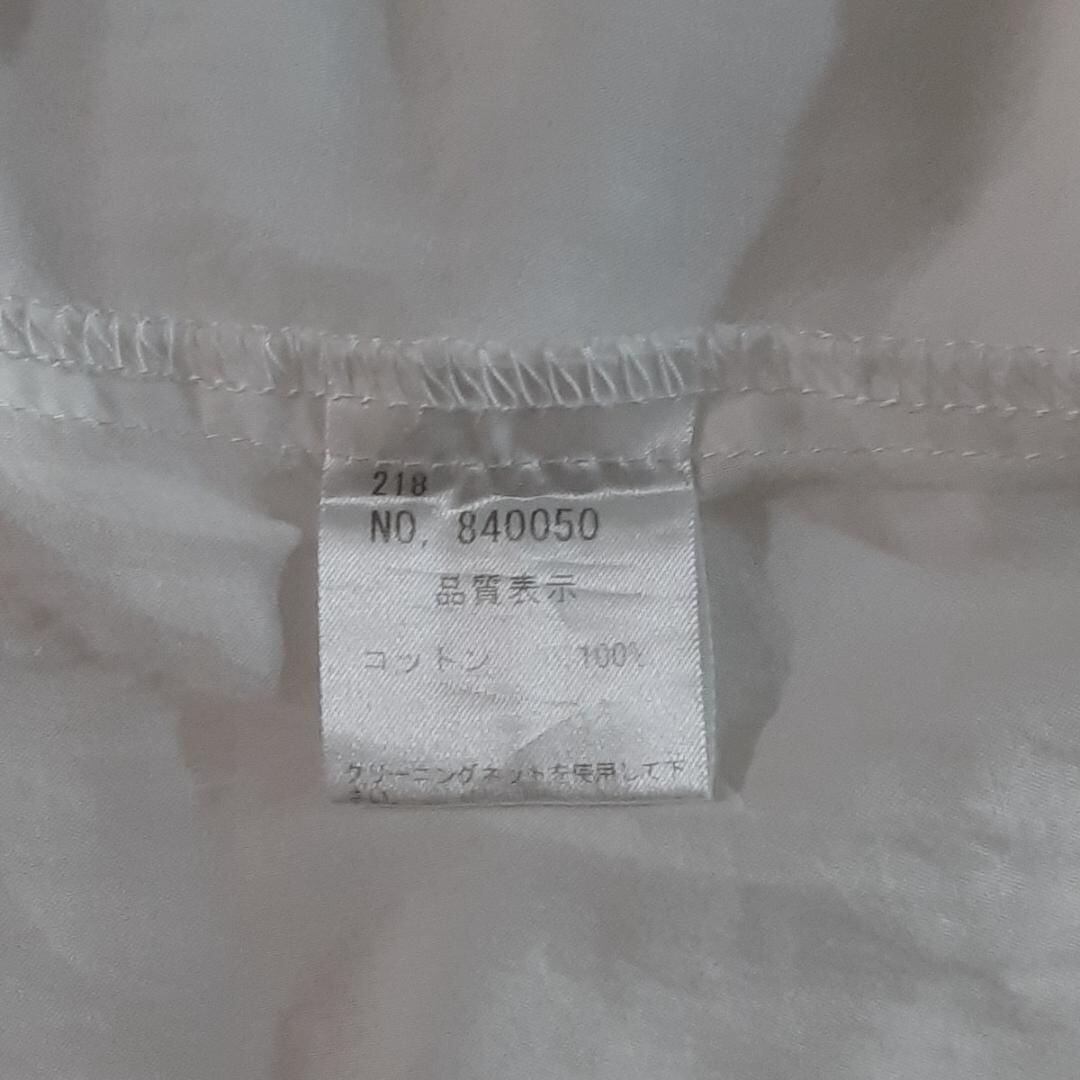 218
NO. 840050
品質表示
コットン 100%
クリーニングネットを使用して下
さい。